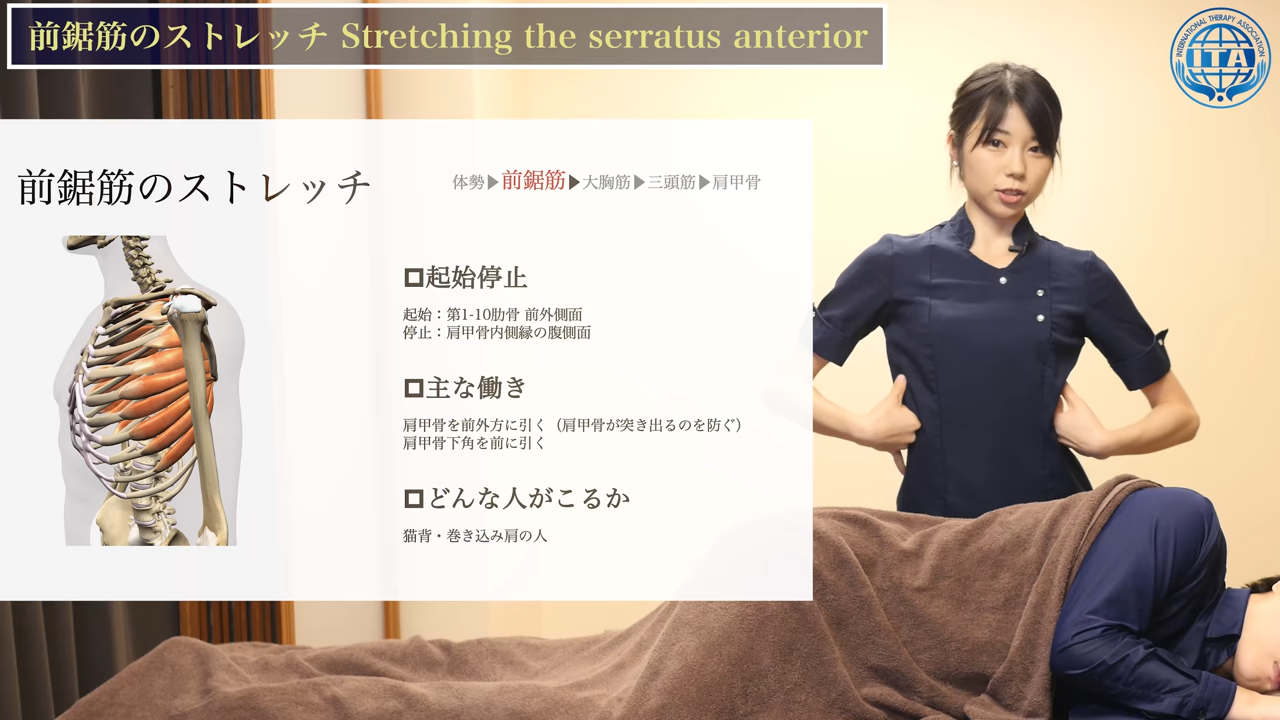 前鋸筋のストレッチ Stretching the serratus anterior
INTERNATIONAL THERAPY ASSOCIATION
ITA
前鋸筋のストレッチ
体勢▶前鋸筋▶大胸筋▶三頭筋▶肩甲骨
起始停止
起始：第1-10肋骨 前外側面
停止：肩甲骨内側縁の腹側面
主な働き
肩甲骨を前外方に引く（肩甲骨が突き出るのを防ぐ）
肩甲骨下角を前に引く
どんな人がこるか
猫背・巻き込み肩の人